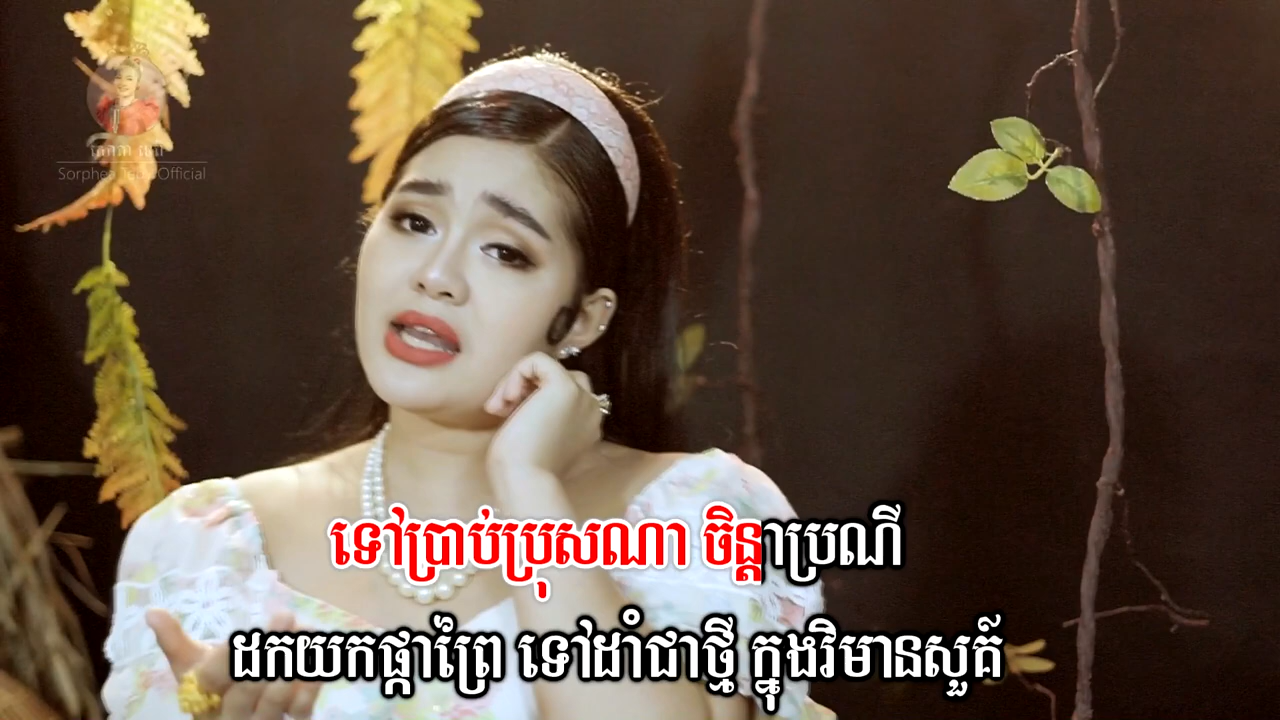 Sorphea Judy Official
ទៅប្រាប់ប្រុសណា ចិន្តាប្រណី
ដកយកផ្កាព្រៃ ទៅដាំជាថ្មី ក្នុងវិមានសួគ៌